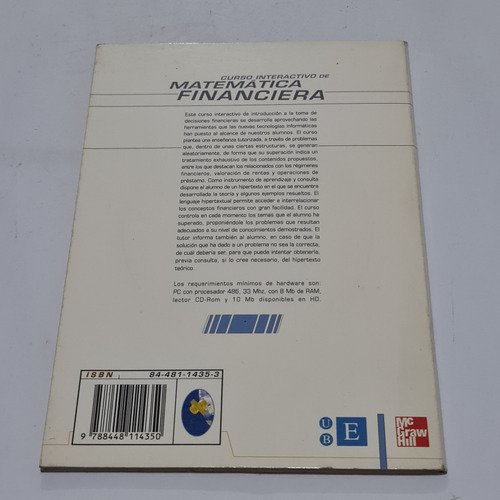 CURSO INTERACTIVO DE
MATEMÁTICA
FINANCIERA
Este curso interactivo de introducción a la toma de
decisiones financieras se desarrolla aprovechando las
herramientas que las nuevas tecnologías informáticas
han puesto al alcance de nuestros alumnos. El curso
plantea una enseñanza tutorizada, a través de problemas
que, dentro de unas ciertas estructuras, se generan
aleatoriamente, de forma que su superación indica un
tratamiento exhaustivo de los contenidos propuestos,
entre los que destacan los relacionados con los regímenes
financieros, valoración de rentas y operaciones de
préstamo. Como instrumento de aprendizaje y consulta
dispone el alumno de un hipertexto en el que se encuentra
desarrollada la teoría y algunos ejemplos resueltos. El
lenguaje hipertextual permite acceder e interrelacionar
los conceptos financieros con gran facilidad. El curso
controla en cada momento los temas que el alumno ha
superado, proponiéndole los problemas que resultan
adecuados a su nivel de conocimientos demostrados. El
tutor informa también al alumno, en caso de que la
solución que ha dado a un problema no sea la correcta,
de cuál debería ser; para que pueda intentar obtenerla,
previa consulta, si lo cree necesario, del hipertexto
teórico.
Los requerimientos mínimos de hardware son:
PC con procesador 486, 33 Mhz, con 8 Mb de RAM,
lector CD-Rom y 10 Mb disponibles en HD.
ISBN : 84-481-1435-3
9 788448 114350
U
B
E
Mc
Graw
Hill